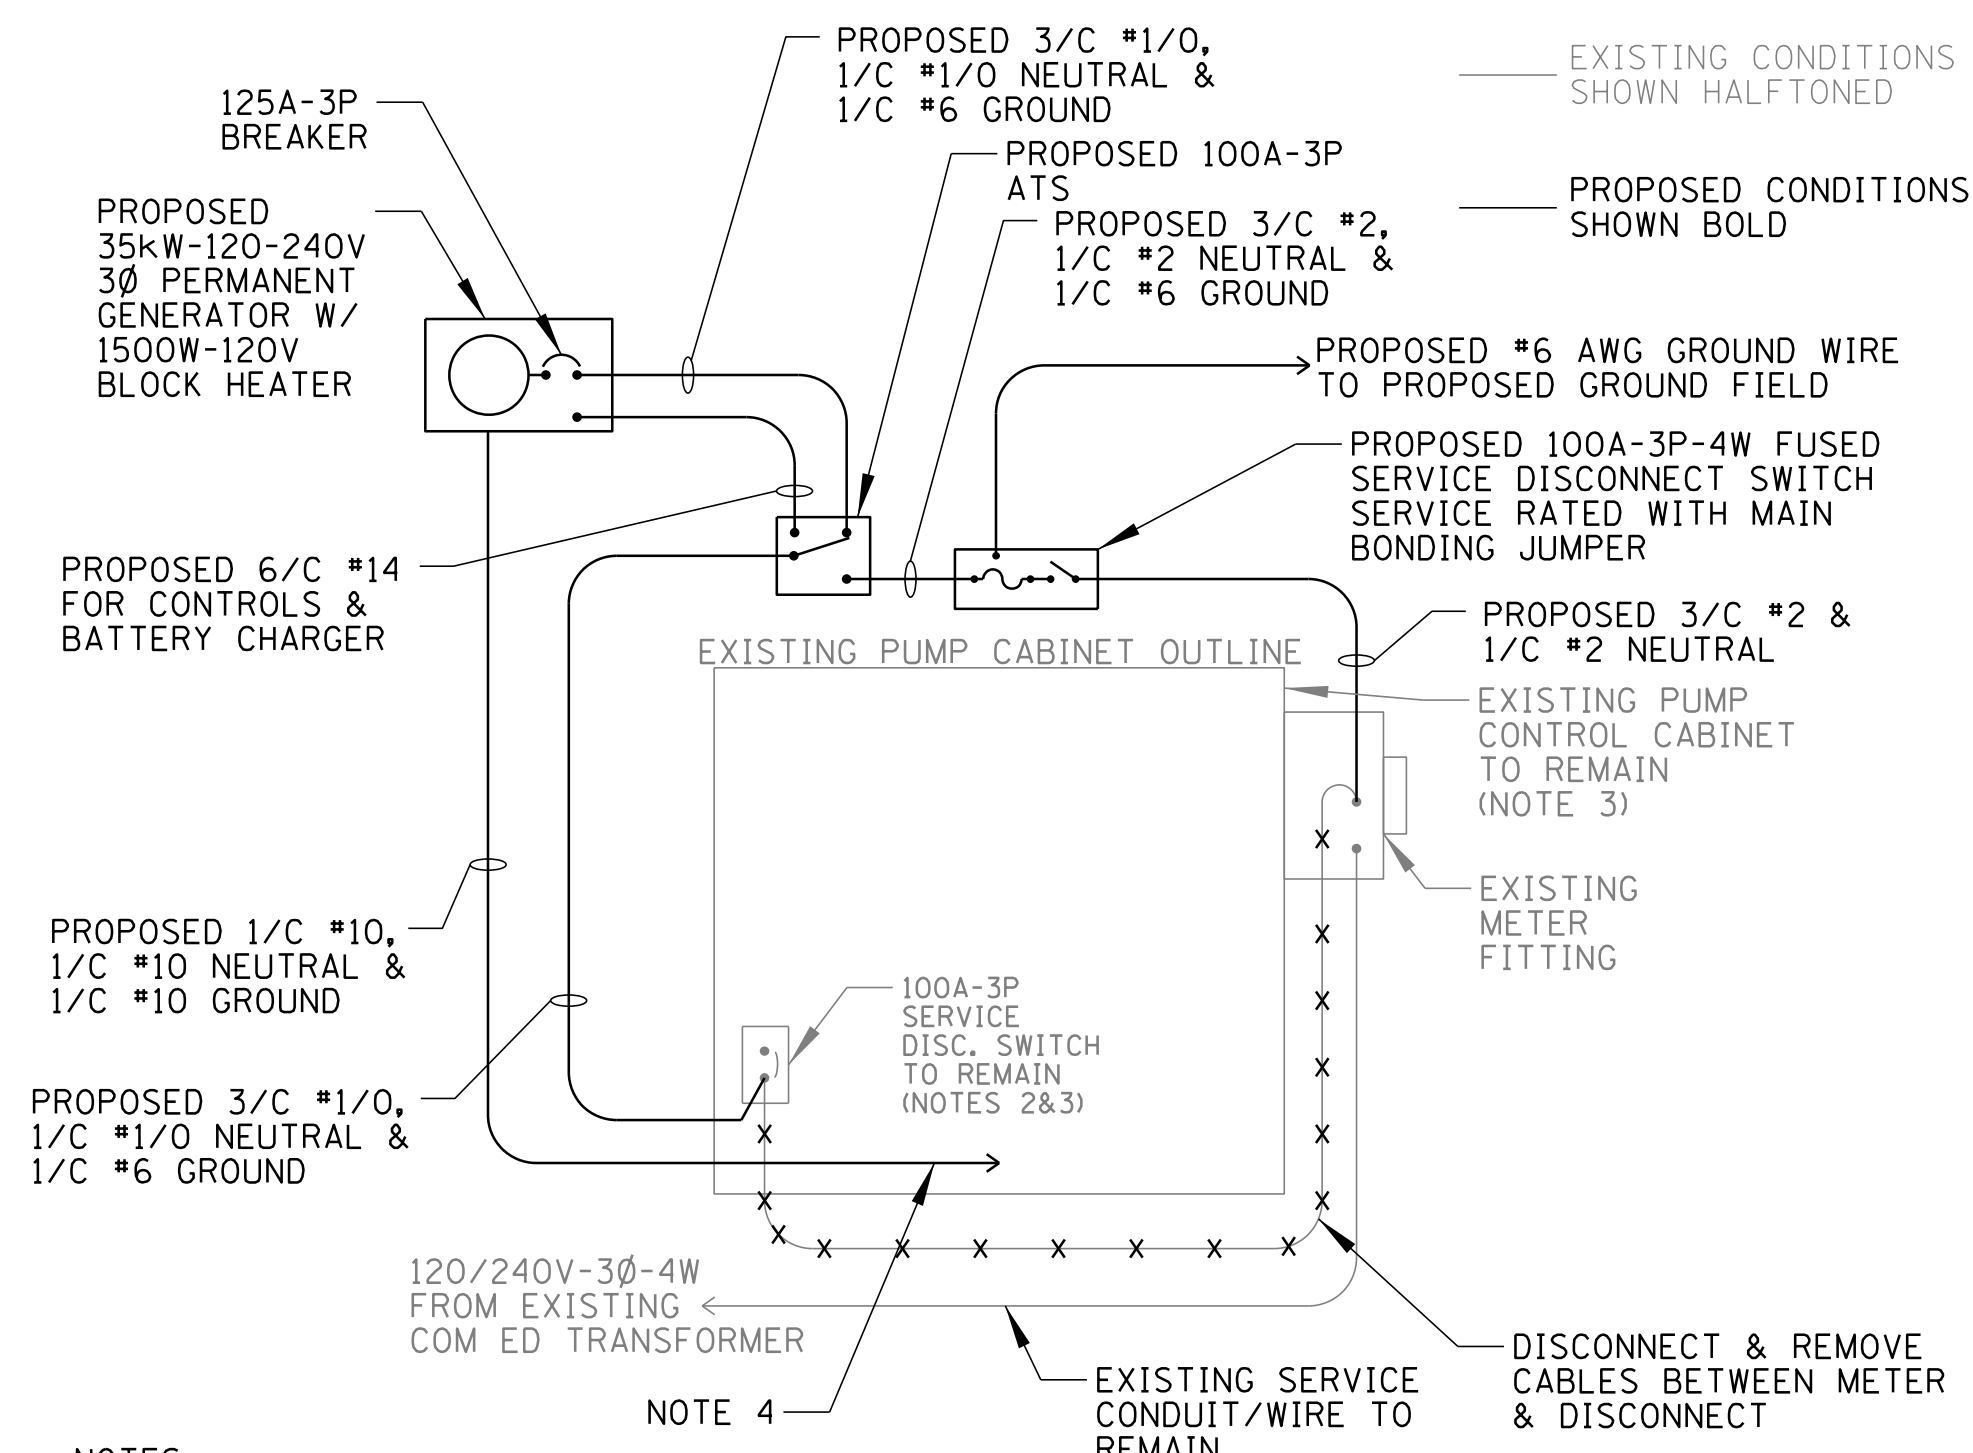 PROPOSED 3/C #1/0,
1/C #1/0 NEUTRAL &
1/C #6 GROUND
EXISTING CONDITIONS
SHOWN HALFTONED
125A-3P
BREAKER
PROPOSED 100A-3P
ATS
PROPOSED CONDITIONS
SHOWN BOLD
PROPOSED
35kW-120-240V
3Ø PERMANENT
GENERATOR W/
1500W-120V
BLOCK HEATER
PROPOSED 3/C #2,
1/C #2 NEUTRAL &
1/C #6 GROUND
PROPOSED #6 AWG GROUND WIRE
TO PROPOSED GROUND FIELD
PROPOSED 100A-3P-4W FUSED
SERVICE DISCONNECT SWITCH
SERVICE RATED WITH MAIN
BONDING JUMPER
PROPOSED 6/C #14
FOR CONTROLS &
BATTERY CHARGER
PROPOSED 3/C #2 &
1/C #2 NEUTRAL
EXISTING PUMP CABINET OUTLINE
EXISTING PUMP
CONTROL CABINET
TO REMAIN
(NOTE 3)
EXISTING
METER
FITTING
PROPOSED 1/C #10,
1/C #10 NEUTRAL &
1/C #10 GROUND
100A-3P
SERVICE
DISC. SWITCH
TO REMAIN
(NOTES 2&3)
PROPOSED 3/C #1/0,
1/C #1/0 NEUTRAL &
1/C #6 GROUND
120/240V-3Ø-4W
FROM EXISTING
COM ED TRANSFORMER
NOTE 4
EXISTING SERVICE
CONDUIT/WIRE TO
REMAIN
DISCONNECT & REMOVE
CABLES BETWEEN METER
& DISCONNECT
NOTES